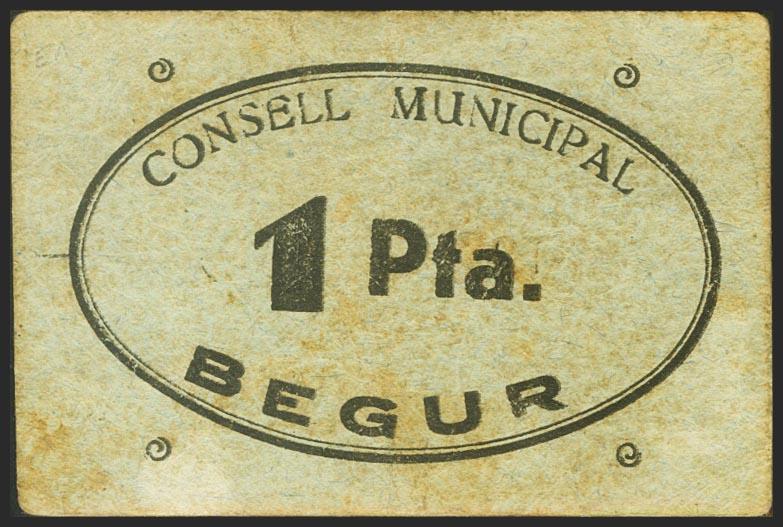 CONSELL MUNICIPAL
1 Pta.
BEGUR